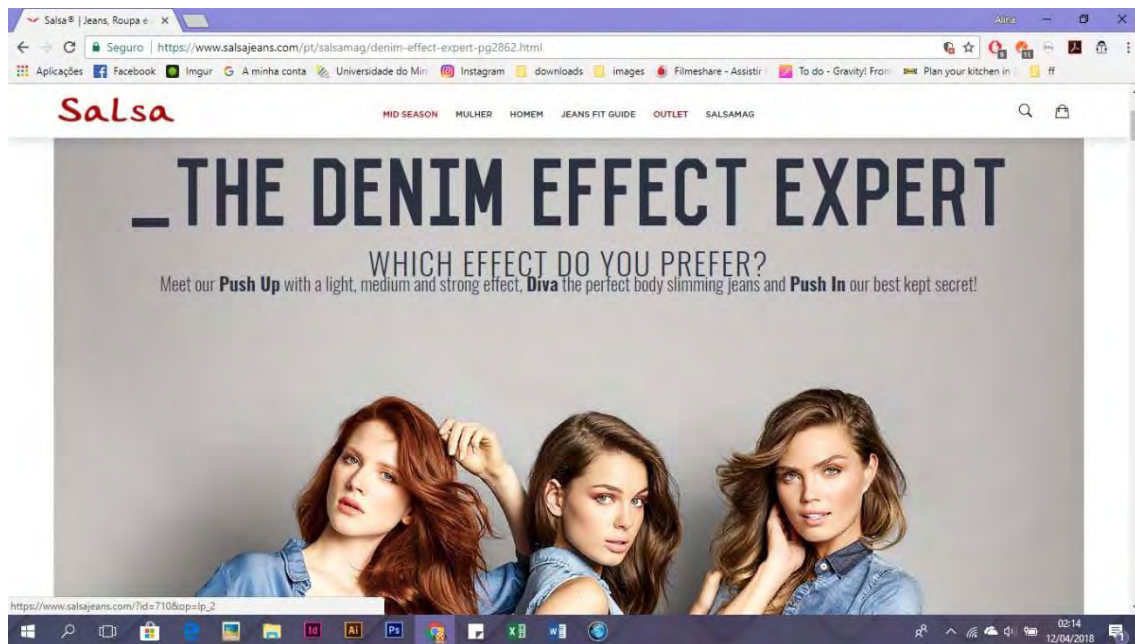 Salsa® | Jeans, Roupa e
Alina
Seguro | https://www.salsajeans.com/pt/salsamag/denim-effect-expert-pg2862.html
Aplicações Facebook Imgur A minha conta Universidade do Min Instagram downloads images Filmeshare - Assistir To do - Gravity! From Plan your kitchen in ff
Salsa MID SEASON MULHER HOMEM JEANS FIT GUIDE OUTLET SALSAMAG
_THE DENIM EFFECT EXPERT
WHICH EFFECT DO YOU PREFER?
Meet our Push Up with a light, medium and strong effect, Diva the perfect body slimming jeans and Push In our best kept secret!
https://www.salsajeans.com/?id=710&op=lp_2
Id Ai Ps
02:14
12/04/2018